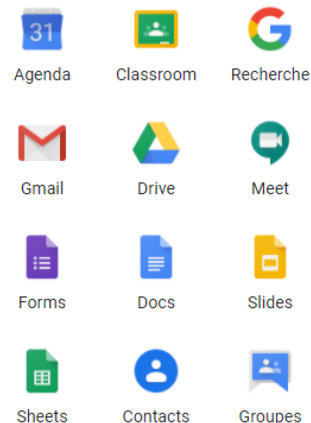 31
Agenda Classroom Recherche
Gmail Drive Meet
Forms Docs Slides
Sheets Contacts Groupes